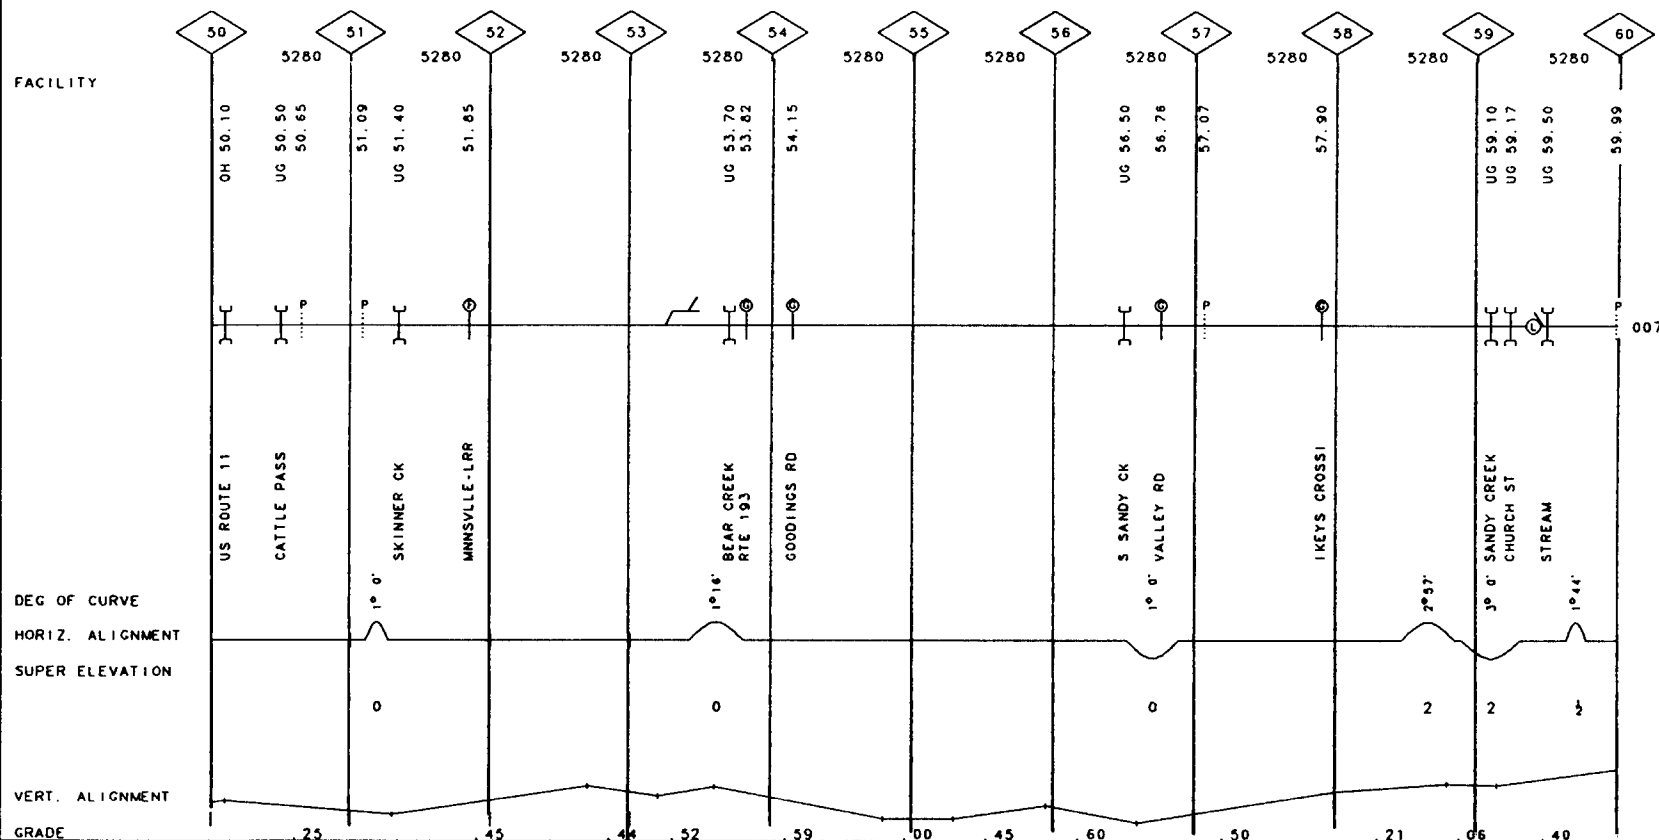 50 51 52 53 54 55 56 57 58 59 60
5280 5280 5280 5280 5280 5280 5280 5280 5280 5280
FACILITY
OH 50.10
UG 50.50
50.65
51.09
UG 51.40
51.85
UG 53.70
53.82
54.15
UG 56.50
56.76
57.07
57.90
UG 59.10
UG 59.17
UG 59.50
59.99
P P P G G G P G L P
007
US ROUTE 11
CATTLE PASS
SKINNER CK
MNNSVLLE-LRR
BEAR CREEK
RTE 193
GOODINGS RD
S SANDY CK
VALLEY RD
IKEYS CROSSI
SANDY CREEK
CHURCH ST
STREAM
DEG OF CURVE
1° 0' 1°16' 1° 0' 2°57' 3° 0' 1°44'
HORIZ. ALIGNMENT
SUPER ELEVATION
0 0 0 2 2 ½
VERT. ALIGNMENT
GRADE .25 .45 .44 .52 .59 .00 .45 .60 .50 .21 .06 .40